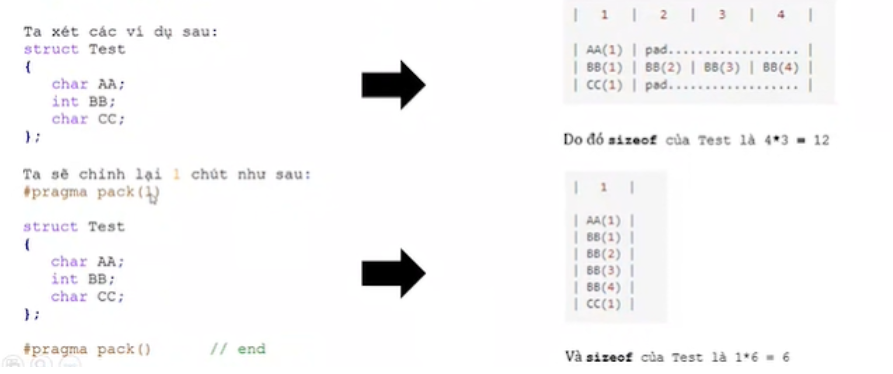 Ta xét các ví dụ sau:
struct Test
{
char AA;
int BB;
char CC;
};
| 1 | 2 | 3 | 4 |
| AA(1) | pad.................. |
| BB(1) | BB(2) | BB(3) | BB(4) |
| CC(1) | pad.................. |
Do đó sizeof của Test là 4*3 = 12
Ta sẽ chỉnh lại 1 chút như sau:
#pragma pack(1)
struct Test
{
char AA;
int BB;
char CC;
};
#pragma pack() // end
| 1 |
| AA(1) |
| BB(1) |
| BB(2) |
| BB(3) |
| BB(4) |
| CC(1) |
Và sizeof của Test là 1*6 = 6